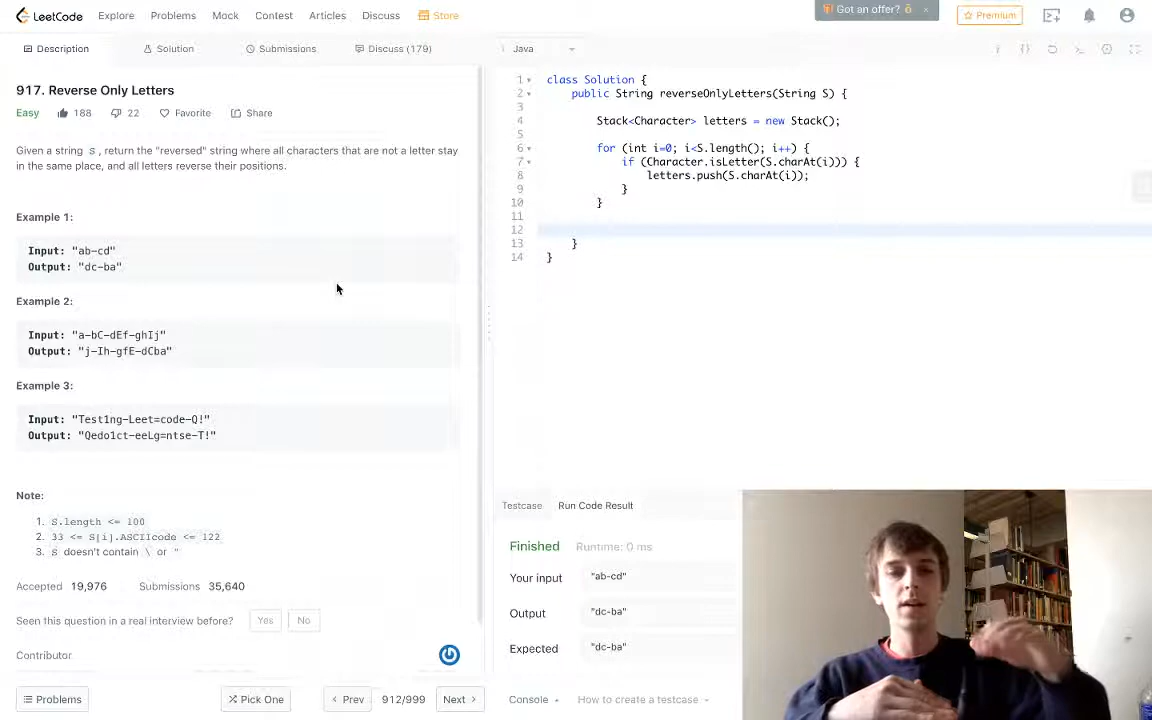 LeetCode Explore Problems Mock Contest Articles Discuss Store Got an offer? × Premium
Description Solution Submissions Discuss (179) Java
917. Reverse Only Letters
Easy 188 22 Favorite Share
Given a string S, return the "reversed" string where all characters that are not a letter stay
in the same place, and all letters reverse their positions.
Example 1:
Input: "ab-cd"
Output: "dc-ba"
Example 2:
Input: "a-bC-dEf-ghIj"
Output: "j-Ih-gfE-dCba"
Example 3:
Input: "Test1ng-Leet=code-Q!"
Output: "Qedo1ct-eeLg=ntse-T!"
Note:
1. S.length <= 100
2. 33 <= S[i].ASCIIcode <= 122
3. S doesn't contain \ or "
Accepted 19,976 Submissions 35,640
Seen this question in a real interview before? Yes No
Contributor
Problems Pick One Prev 912/999 Next
1 class Solution {
2 public String reverseOnlyLetters(String S) {
3
4 Stack<Character> letters = new Stack();
5
6 for (int i=0; i<S.length(); i++) {
7 if (Character.isLetter(S.charAt(i))) {
8 letters.push(S.charAt(i));
9 }
10 }
11
12
13 }
14 }
Testcase Run Code Result
Finished Runtime: 0 ms
Your input "ab-cd"
Output "dc-ba"
Expected "dc-ba"
Console How to create a testcase